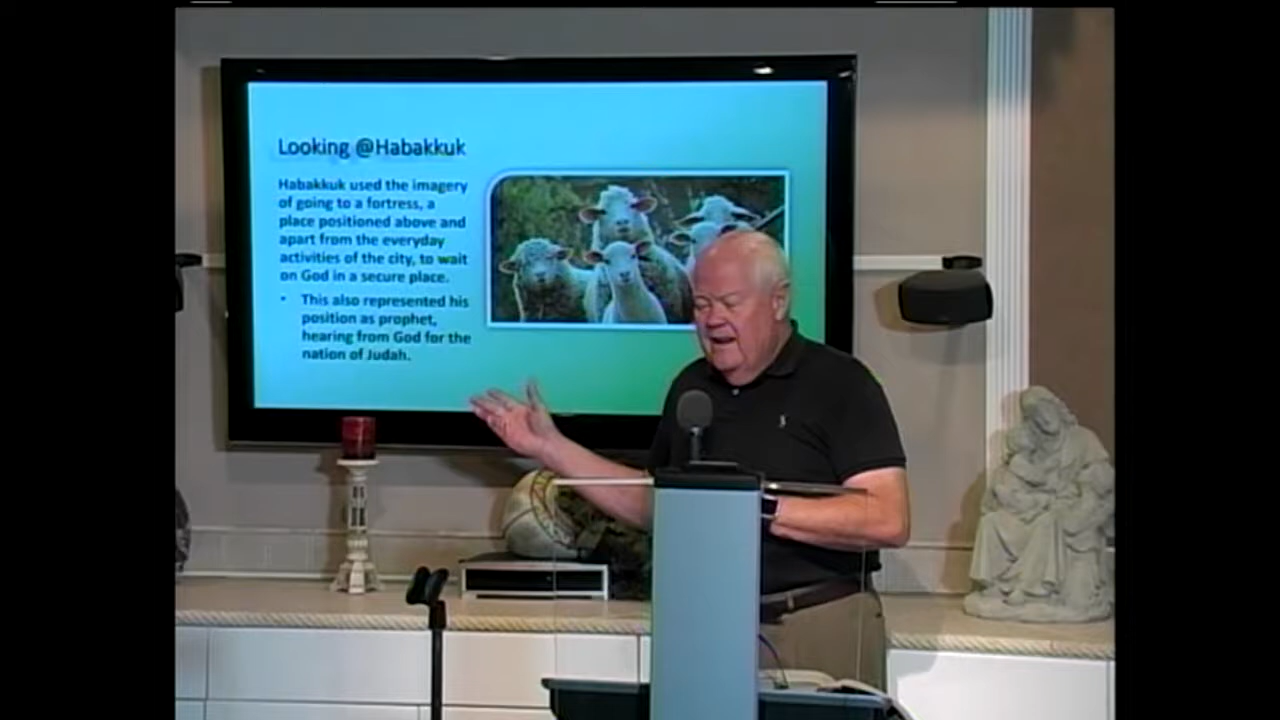 Looking @Habakkuk
Habakkuk used the imagery
of going to a fortress, a
place positioned above and
apart from the everyday
activities of the city, to wait
on God in a secure place.
• This also represented his
position as prophet,
hearing from God for the
nation of Judah.